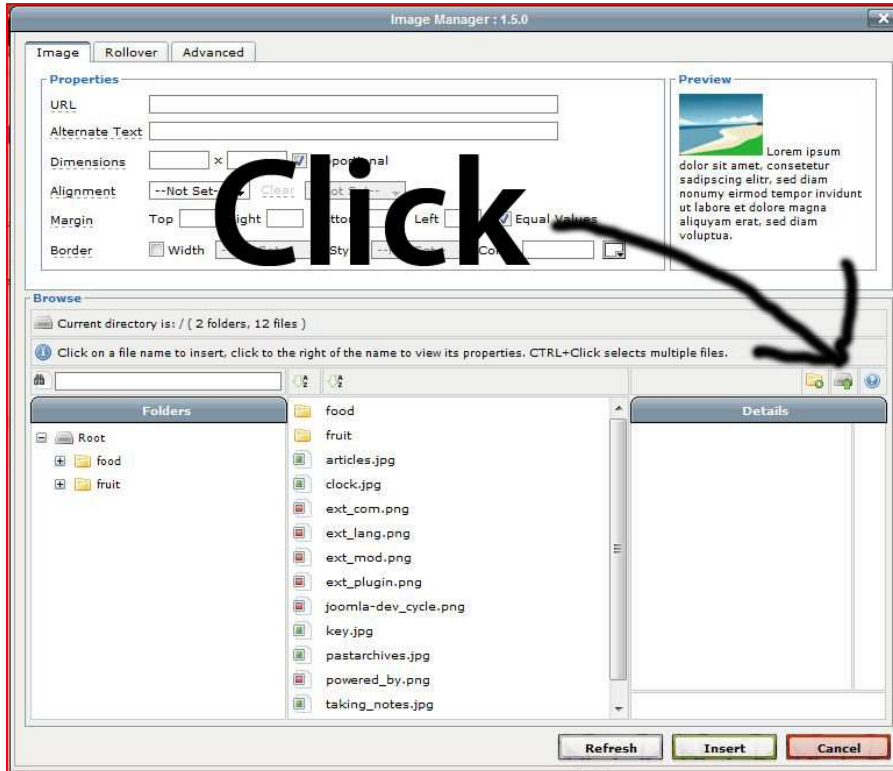 Image Manager : 1.5.0
Image Rollover Advanced
Properties
URL
Alternate Text
Dimensions × oportional
Alignment --Not Set- Clear
Margin Top ight Left Equal Values
Border Width
Click
Preview
Lorem ipsum
dolor sit amet, consetetur
sadipscing elitr, sed diam
nonumy eirmod tempor invidunt
ut labore et dolore magna
aliquyam erat, sed diam
voluptua.
Browse
Current directory is: / ( 2 folders, 12 files )
Click on a file name to insert, click to the right of the name to view its properties. CTRL+Click selects multiple files.
Folders
Root
food
fruit
food
fruit
articles.jpg
clock.jpg
ext_com.png
ext_lang.png
ext_mod.png
ext_plugin.png
joomla-dev_cycle.png
key.jpg
pastarchives.jpg
powered_by.png
taking_notes.jpg
Details
Refresh Insert Cancel